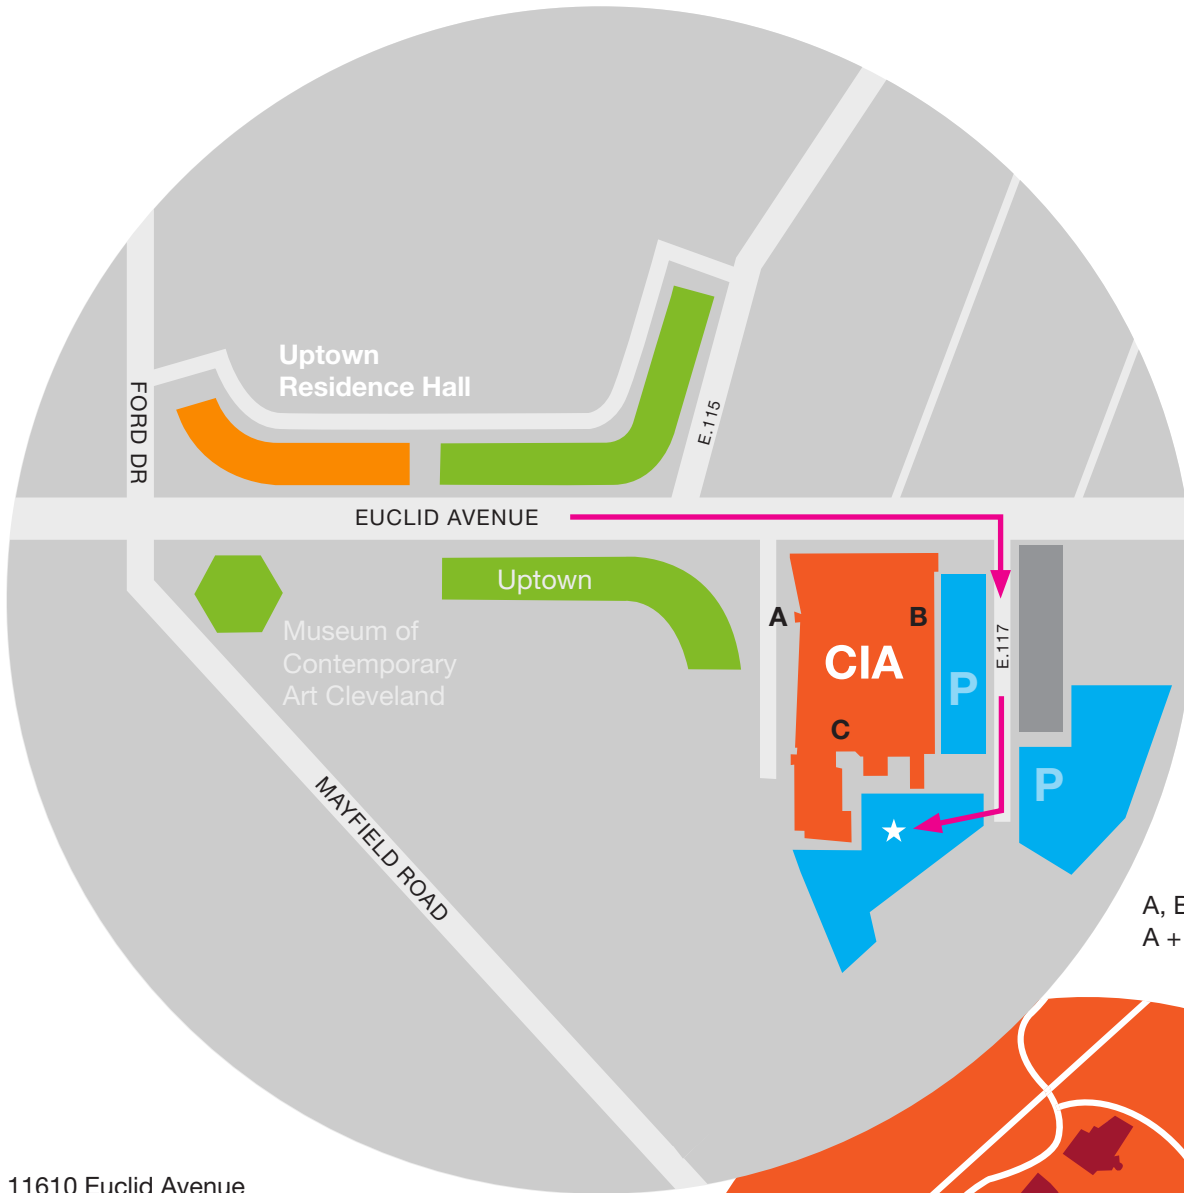 Uptown
Residence Hall
FORD DR
E.115
EUCLID AVENUE
Uptown
A
B
CIA
P
E.117
Museum of
Contemporary
Art Cleveland
C
P
MAYFIELD ROAD
A,
A +
11610 Euclid Avenue